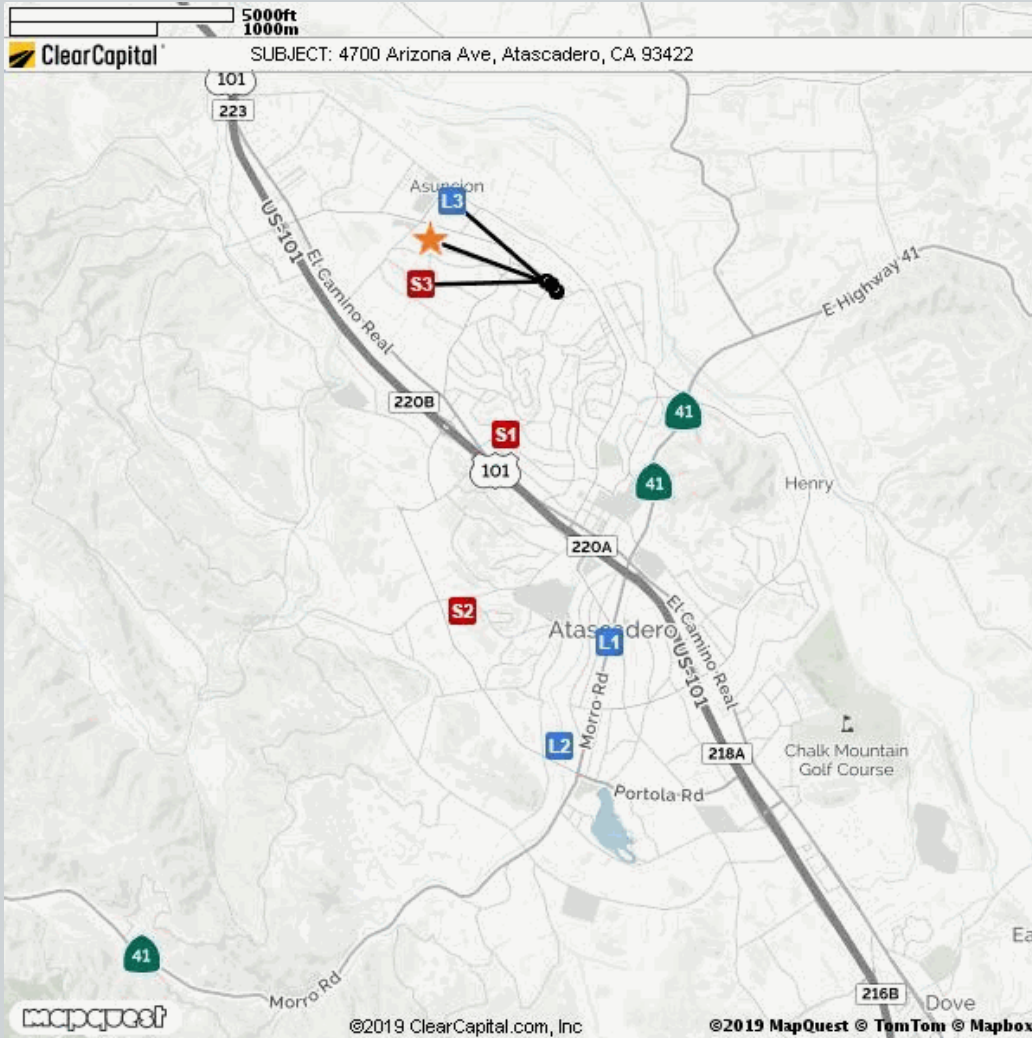 5000ft
1000m
ClearCapital
SUBJECT: 4700 Arizona Ave, Atascadero, CA 93422
101
223
Asuncion
L3
US-101
El Camino Real
S3
E Highway 41
220B
41
S1
101
41
Henry
220A
S2
Atascadero
L1
El Camino Real
US-101
Morro Rd
L2
218A
Chalk Mountain
Golf Course
Portola Rd
41
Morro Rd
216B
Dove
mapquest
©2019 ClearCapital.com, Inc
©2019 MapQuest © TomTom © Mapbox